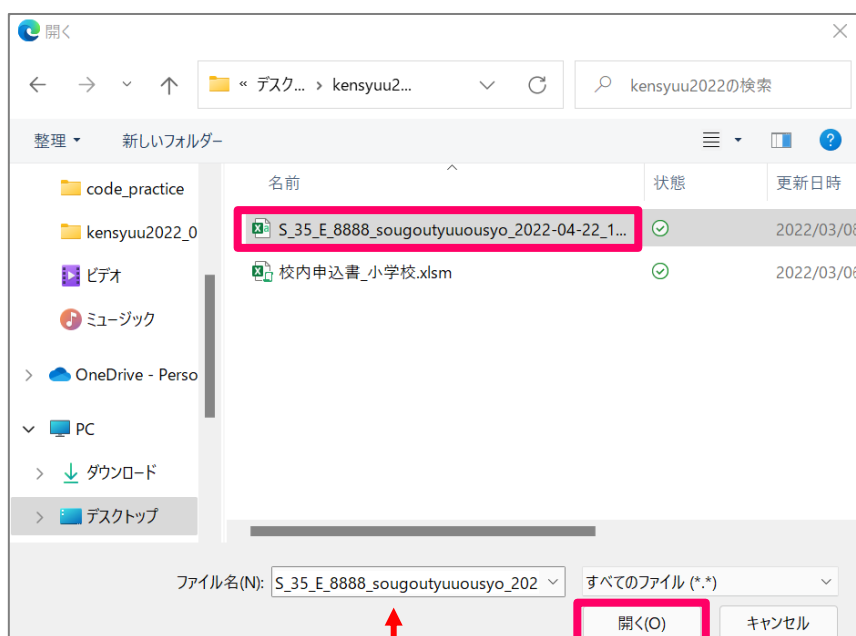 開く
« デスク... › kensyuu2...
kensyuu2022の検索
整理
新しいフォルダー
?
code_practice
kensyuu2022_0
ビデオ
ミュージック
OneDrive - Perso
PC
ダウンロード
デスクトップ
名前
状態
更新日時
S_35_E_8888_sougoutyuuousyo_2022-04-22_1...
2022/03/08
校内申込書_小学校.xlsm
2022/03/06
ファイル名(N):
S_35_E_8888_sougoutyuuousyo_202
すべてのファイル (*.*)
開く(O)
キャンセル